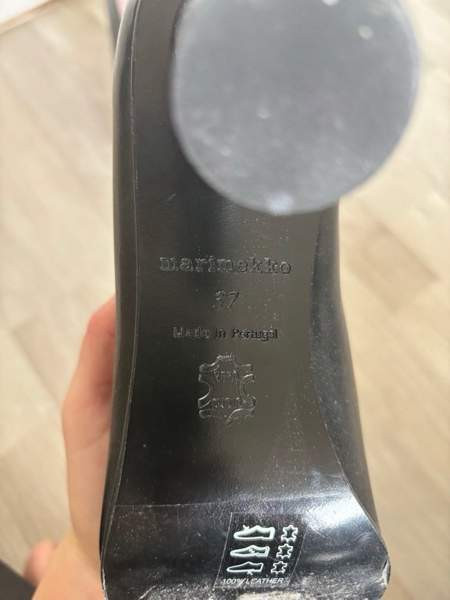 marimekko
37
Made in Portugal
100% LEATHER